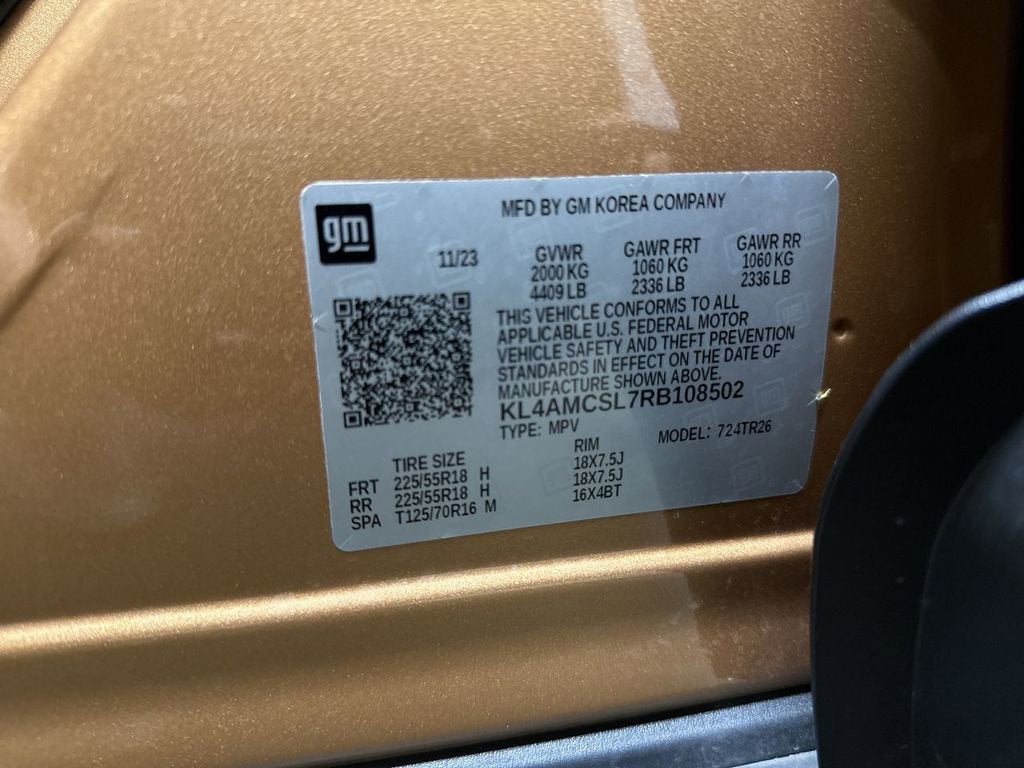 gm
MFD BY GM KOREA COMPANY
11/23 GVWR GAWR FRT GAWR RR
2000 KG 1060 KG 1060 KG
4409 LB 2336 LB 2336 LB
THIS VEHICLE CONFORMS TO ALL
APPLICABLE U.S. FEDERAL MOTOR
VEHICLE SAFETY AND THEFT PREVENTION
STANDARDS IN EFFECT ON THE DATE OF
MANUFACTURE SHOWN ABOVE.
KL4AMCSL7RB108502
TYPE: MPV MODEL: 724TR26
TIRE SIZE RIM
FRT 225/55R18 H 18X7.5J
RR 225/55R18 H 18X7.5J
SPA T125/70R16 M 16X4BT